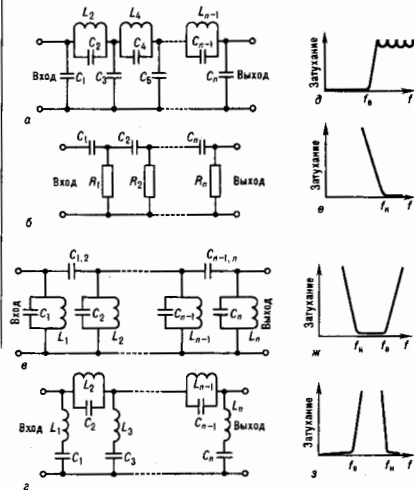 L₂ L₄ Lₙ₋₁
C₂ C₄ Cₙ₋₁
Вход C₁ C₃ C₅ Cₙ Выход
а
Затухание
fв f
д
C₁ C₂ Cₙ
Вход R₁ R₂ Rₙ Выход
б
Затухание
fн f
е
C₁,₂ Cₙ₋₁,ₙ
Вход C₁ C₂ Cₙ₋₁ Cₙ Выход
L₁ L₂ Lₙ₋₁ Lₙ
в
Затухание
fн fв f
ж
L₂ Lₙ₋₁
Вход L₁ C₂ L₃ Cₙ₋₁ Lₙ Выход
C₁ C₃ Cₙ
г
Затухание
fв fн f
з